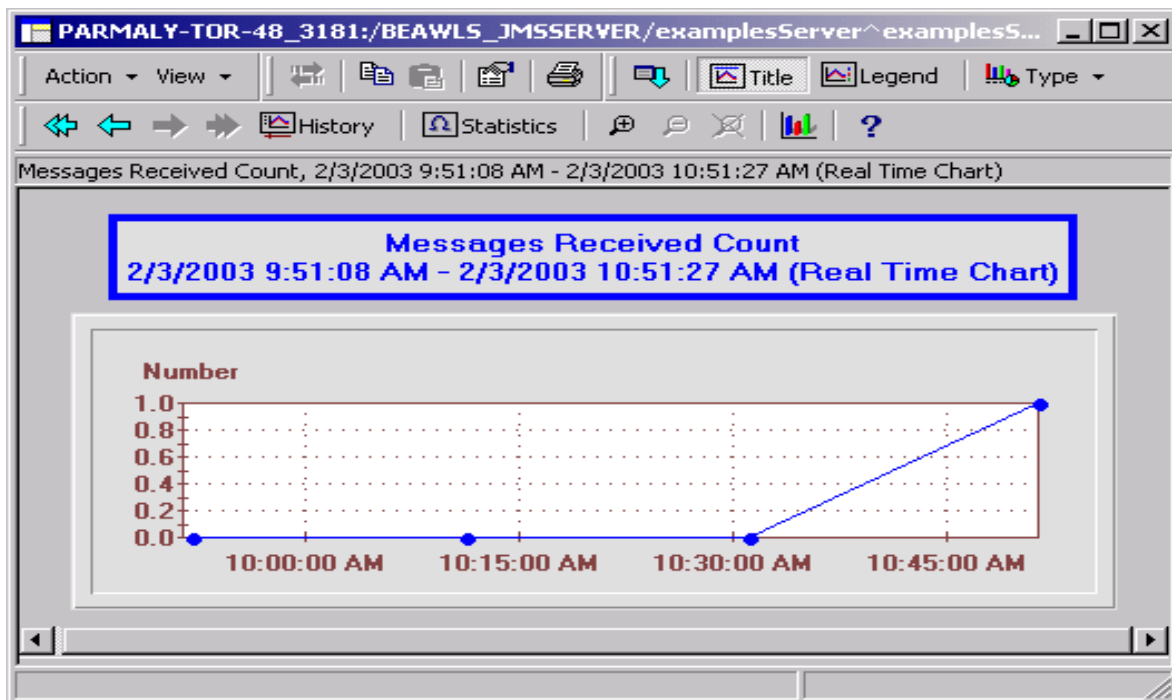 PARMALY-TOR-48_3181:/BEAWLS_JMSSERVER/examplesServer^examplesS...
Action View Title Legend Type
History Statistics ?
Messages Received Count, 2/3/2003 9:51:08 AM - 2/3/2003 10:51:27 AM (Real Time Chart)
Messages Received Count
2/3/2003 9:51:08 AM - 2/3/2003 10:51:27 AM (Real Time Chart)
Number
1.0
0.8
0.6
0.4
0.2
0.0
10:00:00 AM 10:15:00 AM 10:30:00 AM 10:45:00 AM